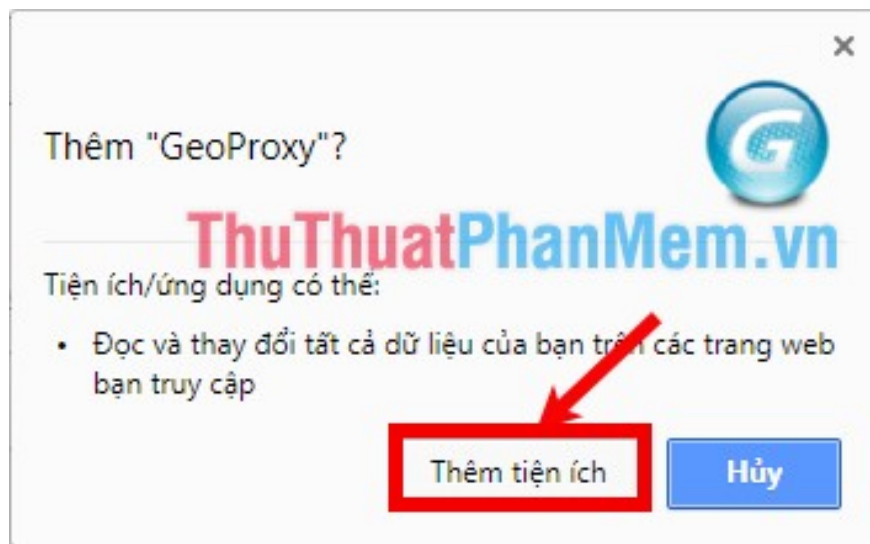 Thêm "GeoProxy"?
G
ThuThuatPhanMem.vn
Tiện ích/ứng dụng có thể:
• Đọc và thay đổi tất cả dữ liệu của bạn trên các trang web
bạn truy cập
Thêm tiện ích
Hủy